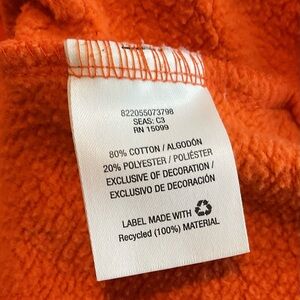 822055073798
SEAS: C3
RN 15099
80% COTTON / ALGODÓN
20% POLYESTER / POLIÉSTER
EXCLUSIVE OF DECORATION /
EXCLUSIVO DE DECORACIÓN
LABEL MADE WITH
Recycled (100%) MATERIAL